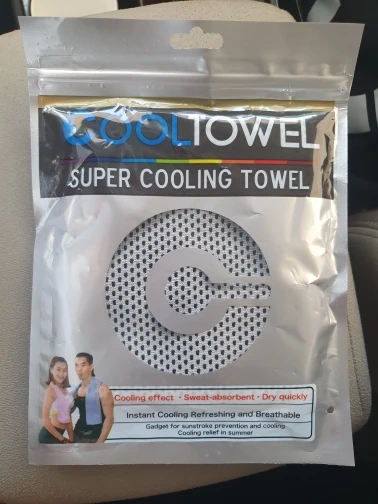 COOLTOWEL
SUPER COOLING TOWEL
Cooling effect · Sweat-absorbent · Dry quickly
Instant Cooling Refreshing and Breathable
Gadget for sunstroke prevention and cooling
Cooling relief in summer